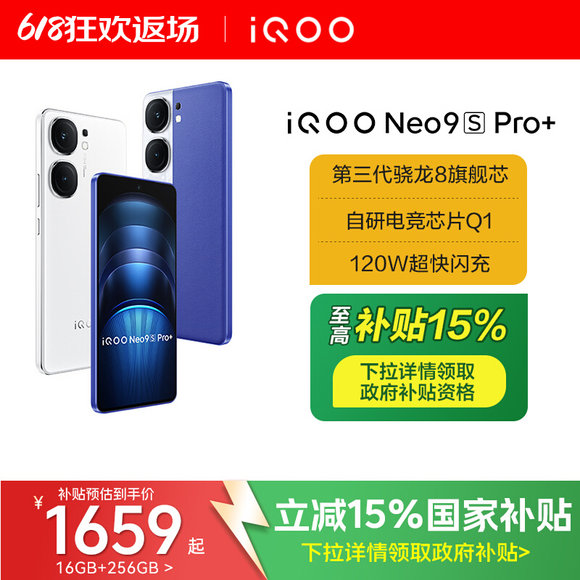 618狂欢返场 | iQOO
iQOO Neo9S Pro+
第三代骁龙8旗舰芯
自研电竞芯片Q1
120W超快闪充
至高 补贴15%
下拉详情领取
政府补贴资格
iQOO
iQOO Neo9S Pro+
补贴预估到手价
¥1659起
16GB+256GB >
立减15%国家补贴
下拉详情领取政府补贴>